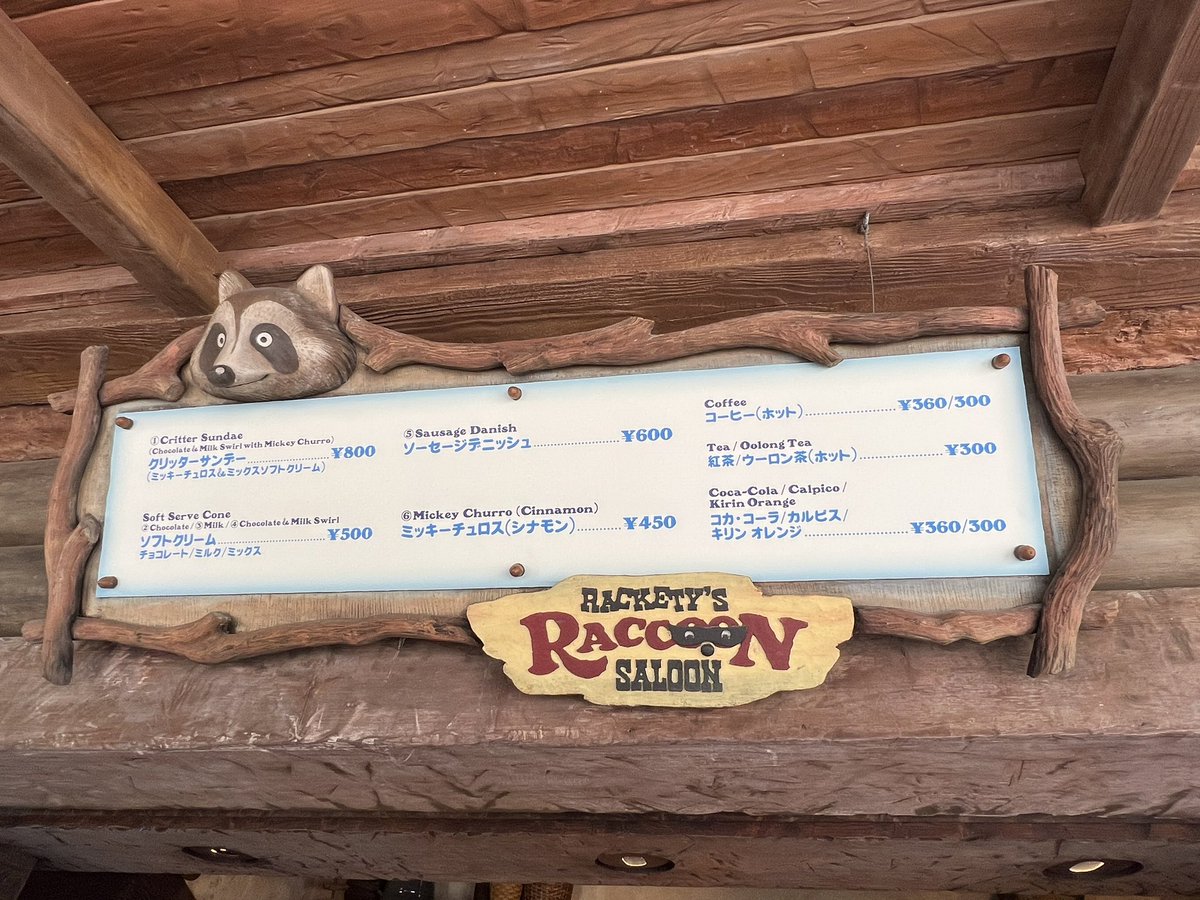 ①Critter Sundae
(Chocolate & Milk Swirl with Mickey Churro)
クリッターサンデー................¥800
(ミッキーチュロス&ミックスソフトクリーム)
Soft Serve Cone
②Chocolate / ③Milk / ④Chocolate & Milk Swirl
ソフトクリーム................¥500
チョコレート/ミルク/ミックス
⑤Sausage Danish
ソーセージデニッシュ................¥600
⑥Mickey Churro (Cinnamon)
ミッキーチュロス(シナモン)..........¥450
Coffee
コーヒー(ホット)................¥360/300
Tea / Oolong Tea
紅茶/ウーロン茶(ホット)................¥300
Coca-Cola / Calpico /
Kirin Orange
コカ・コーラ/カルピス/
キリン オレンジ................¥360/300
RACKETY'S
RACCOON
SALOON